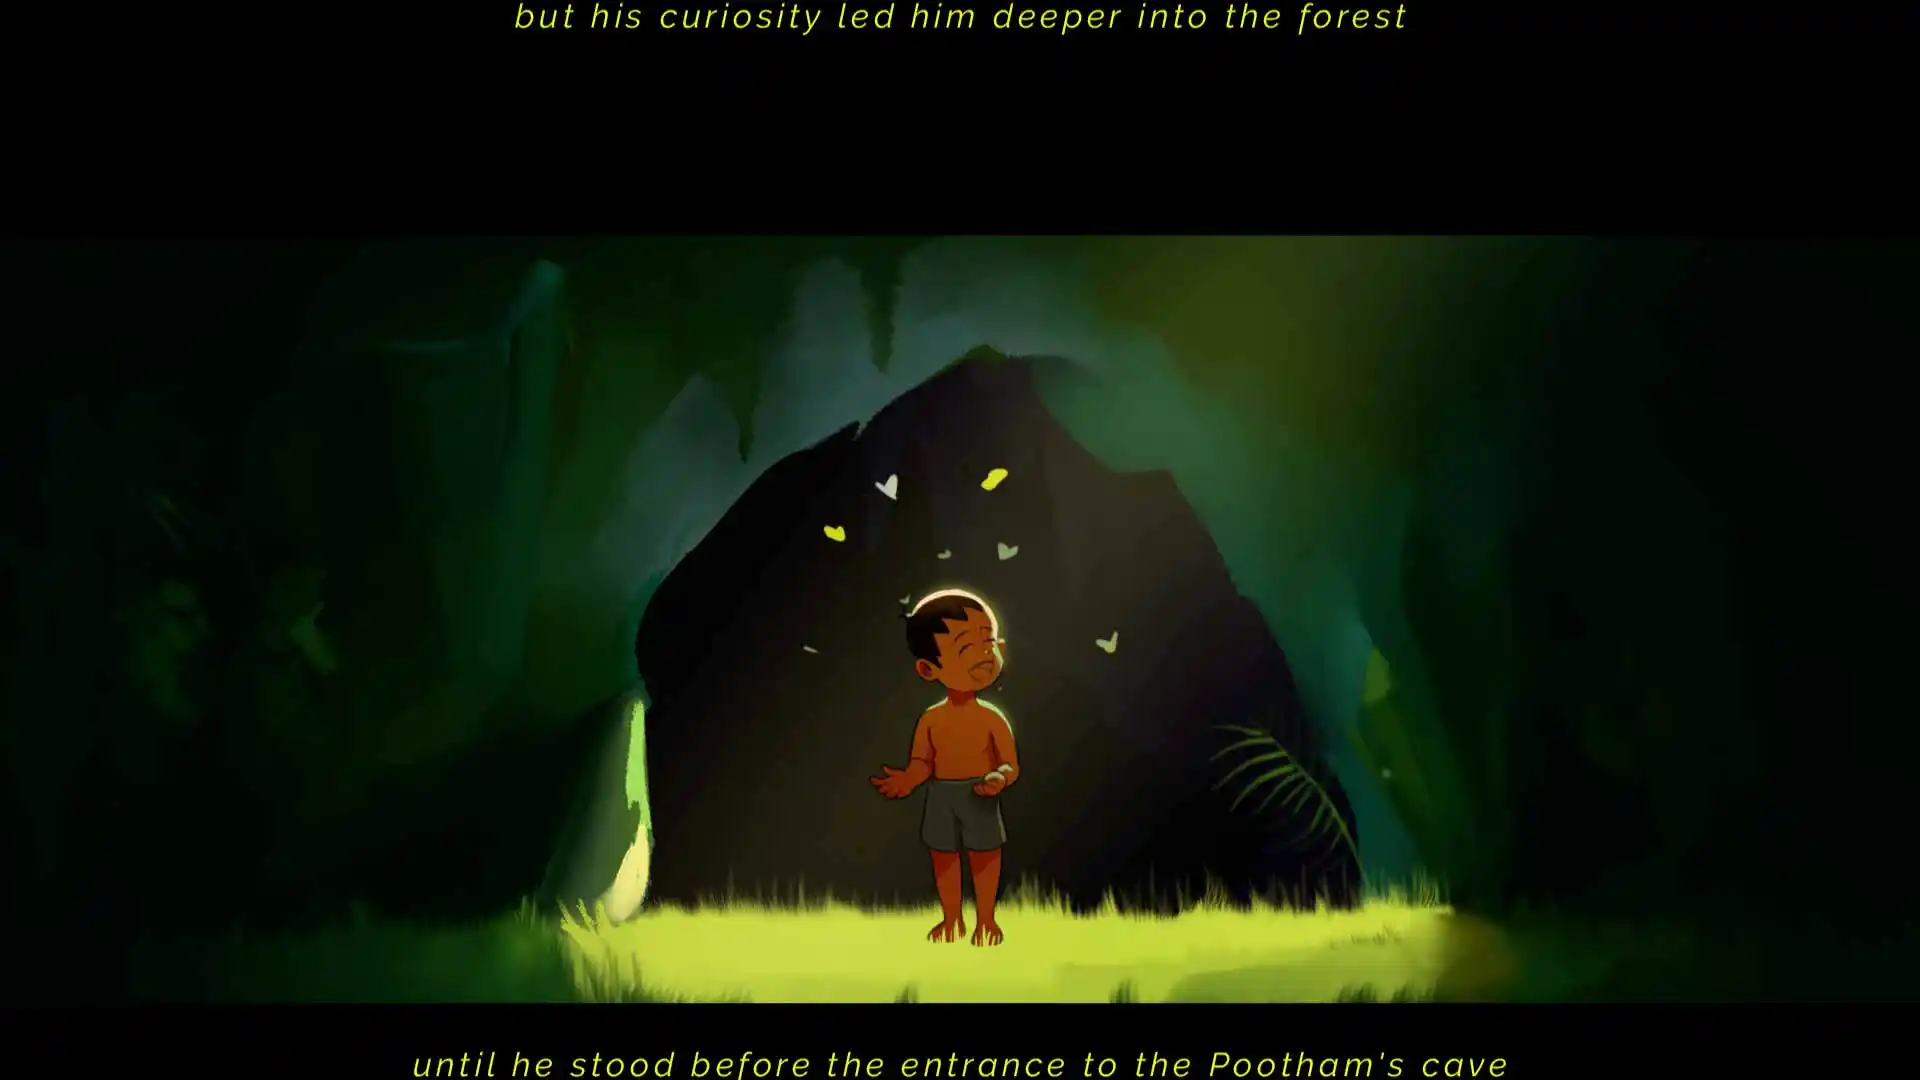 but his curiosity led him deeper into the forest
until he stood before the entrance to the Pootham's cave